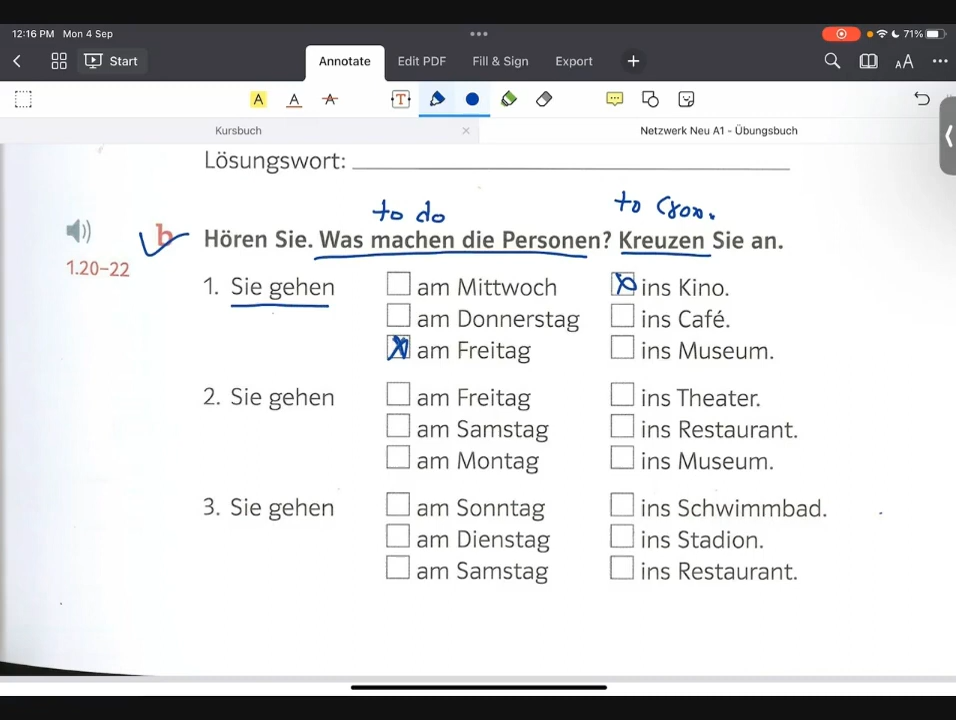 12:16 PM Mon 4 Sep
71%
Start
Annotate
Edit PDF
Fill & Sign
Export
Kursbuch
Netzwerk Neu A1 - Übungsbuch
Lösungswort:
to do
to
b Hören Sie. Was machen die Personen? Kreuzen Sie an.
1.20–22
1. Sie gehen am Mittwoch ins Kino.
am Donnerstag ins Café.
am Freitag ins Museum.
2. Sie gehen am Freitag ins Theater.
am Samstag ins Restaurant.
am Montag ins Museum.
3. Sie gehen am Sonntag ins Schwimmbad.
am Dienstag ins Stadion.
am Samstag ins Restaurant.